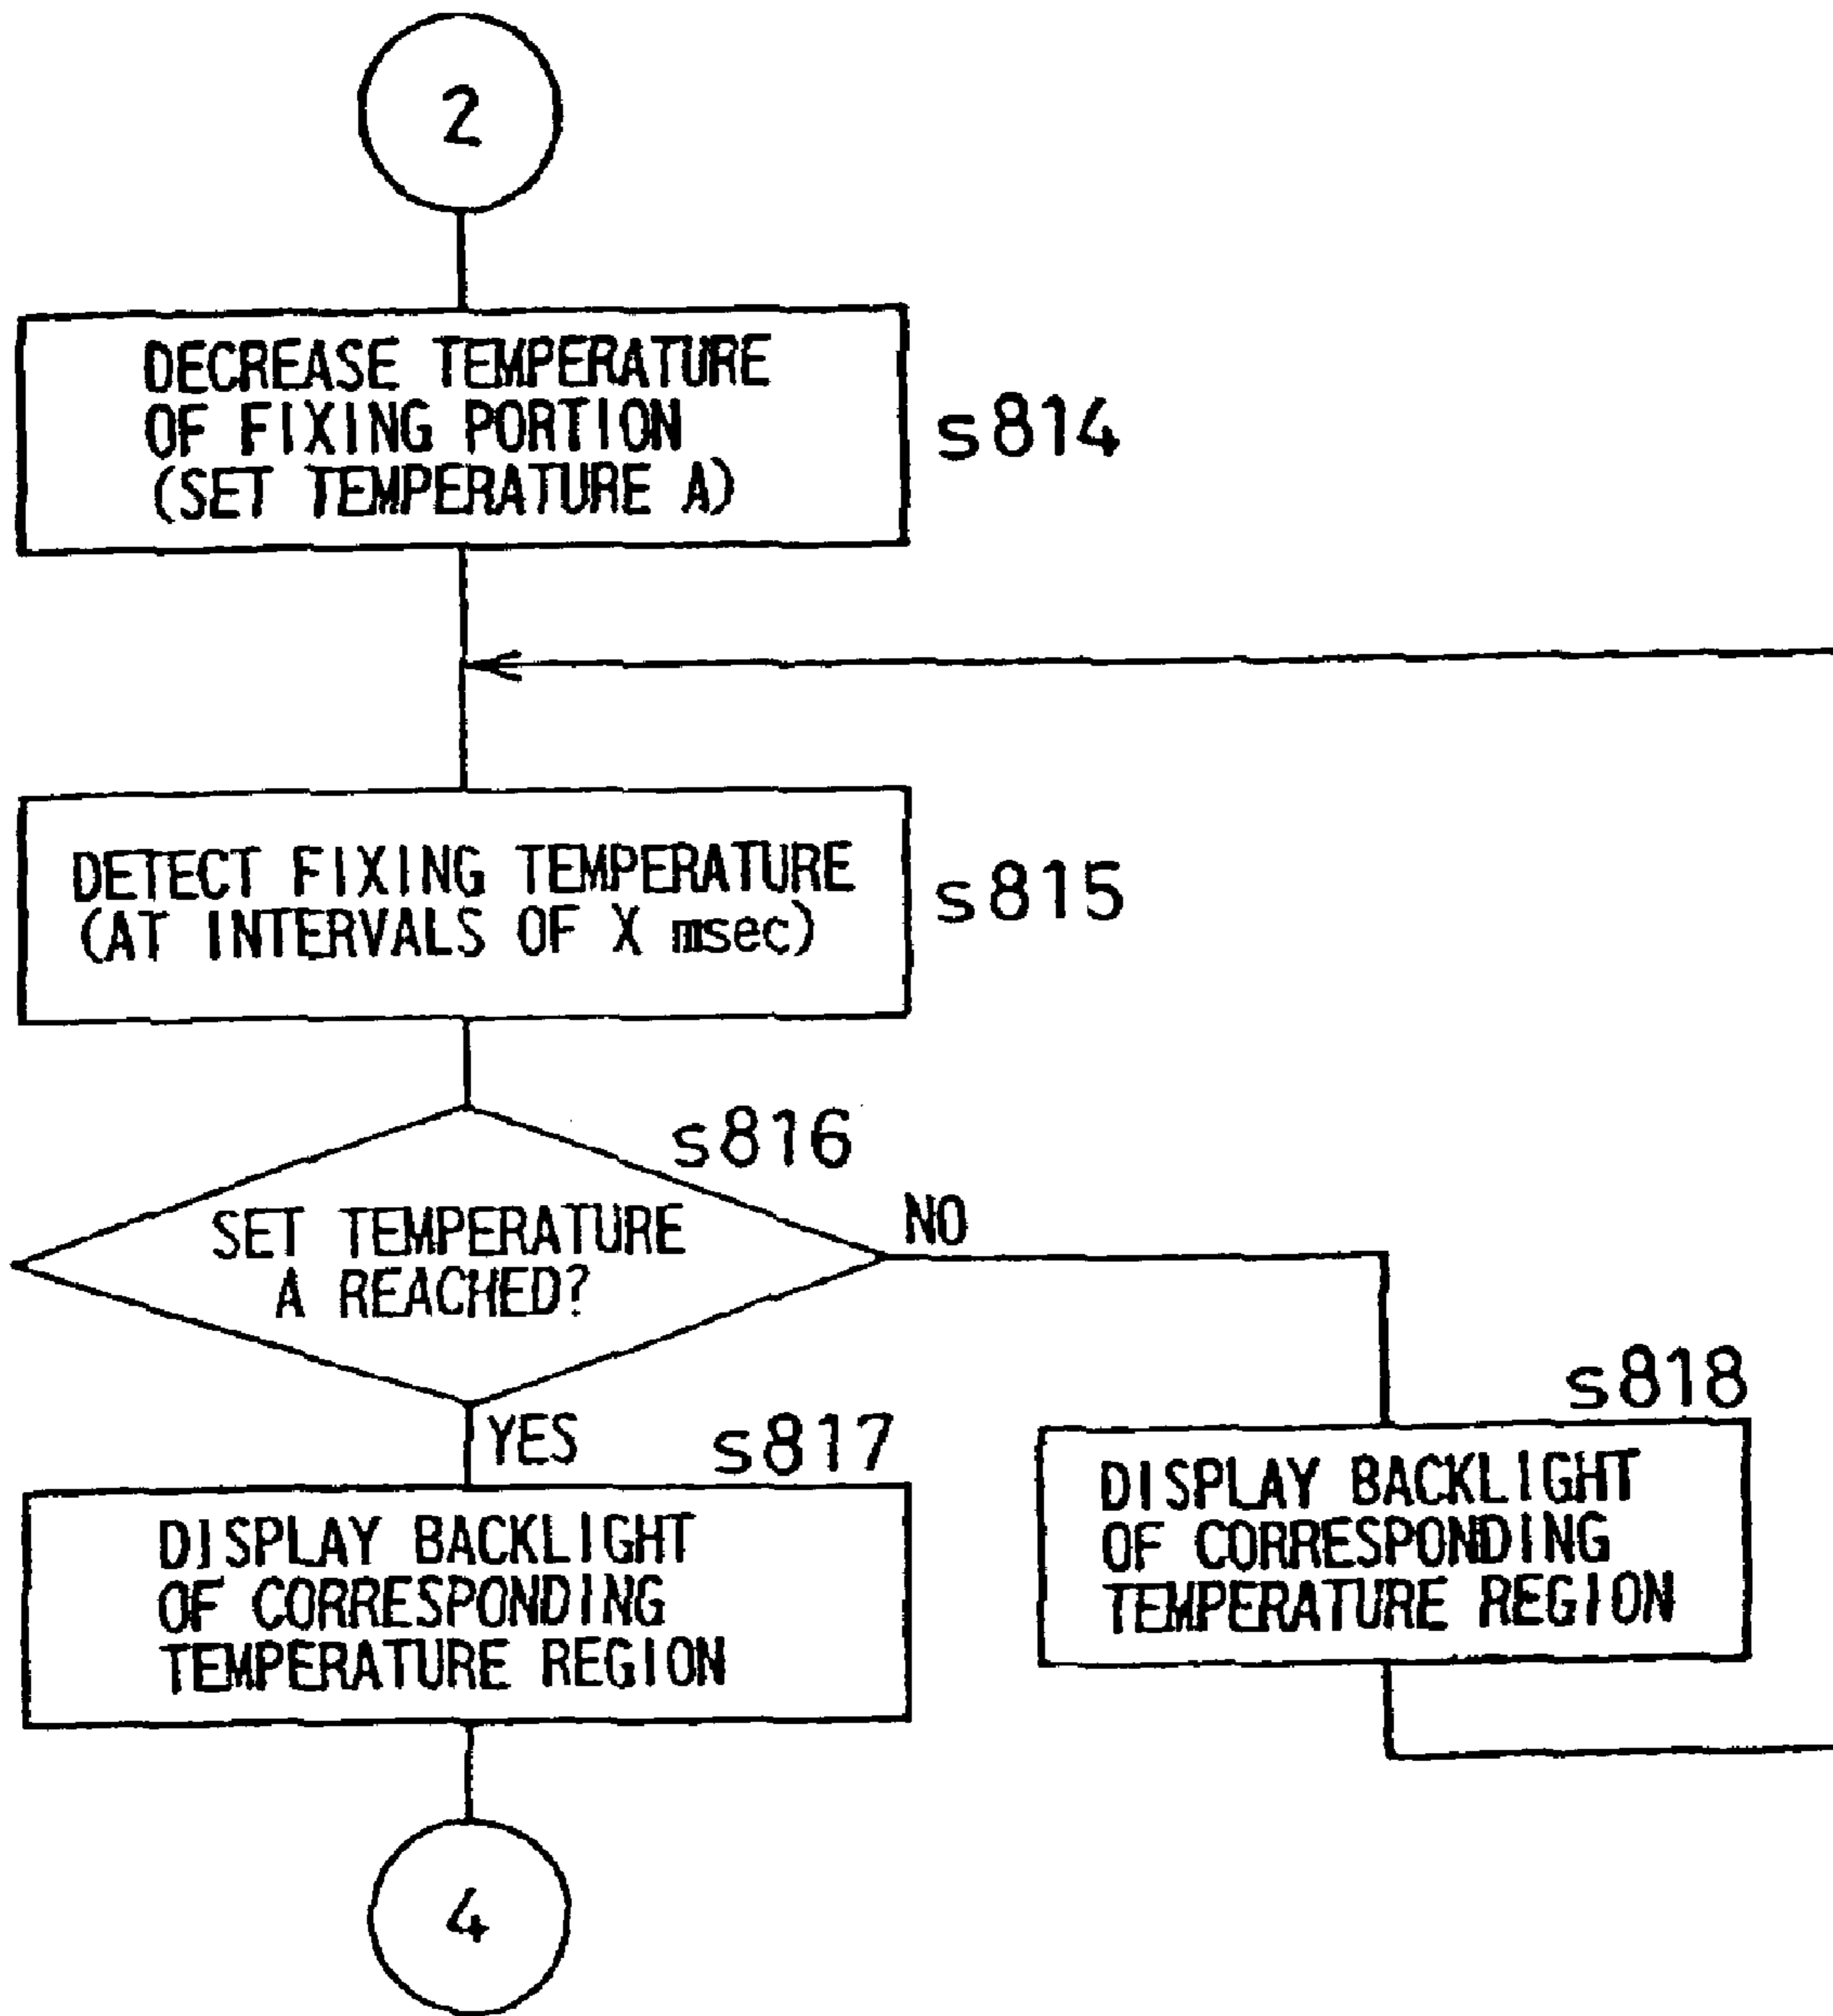 2
DECREASE TEMPERATURE
OF FIXING PORTION
(SET TEMPERATURE A)
s814
DETECT FIXING TEMPERATURE
(AT INTERVALS OF X msec)
s815
s816
SET TEMPERATURE
A REACHED?
NO
YES
s817
DISPLAY BACKLIGHT
OF CORRESPONDING
TEMPERATURE REGION
s818
DISPLAY BACKLIGHT
OF CORRESPONDING
TEMPERATURE REGION
4